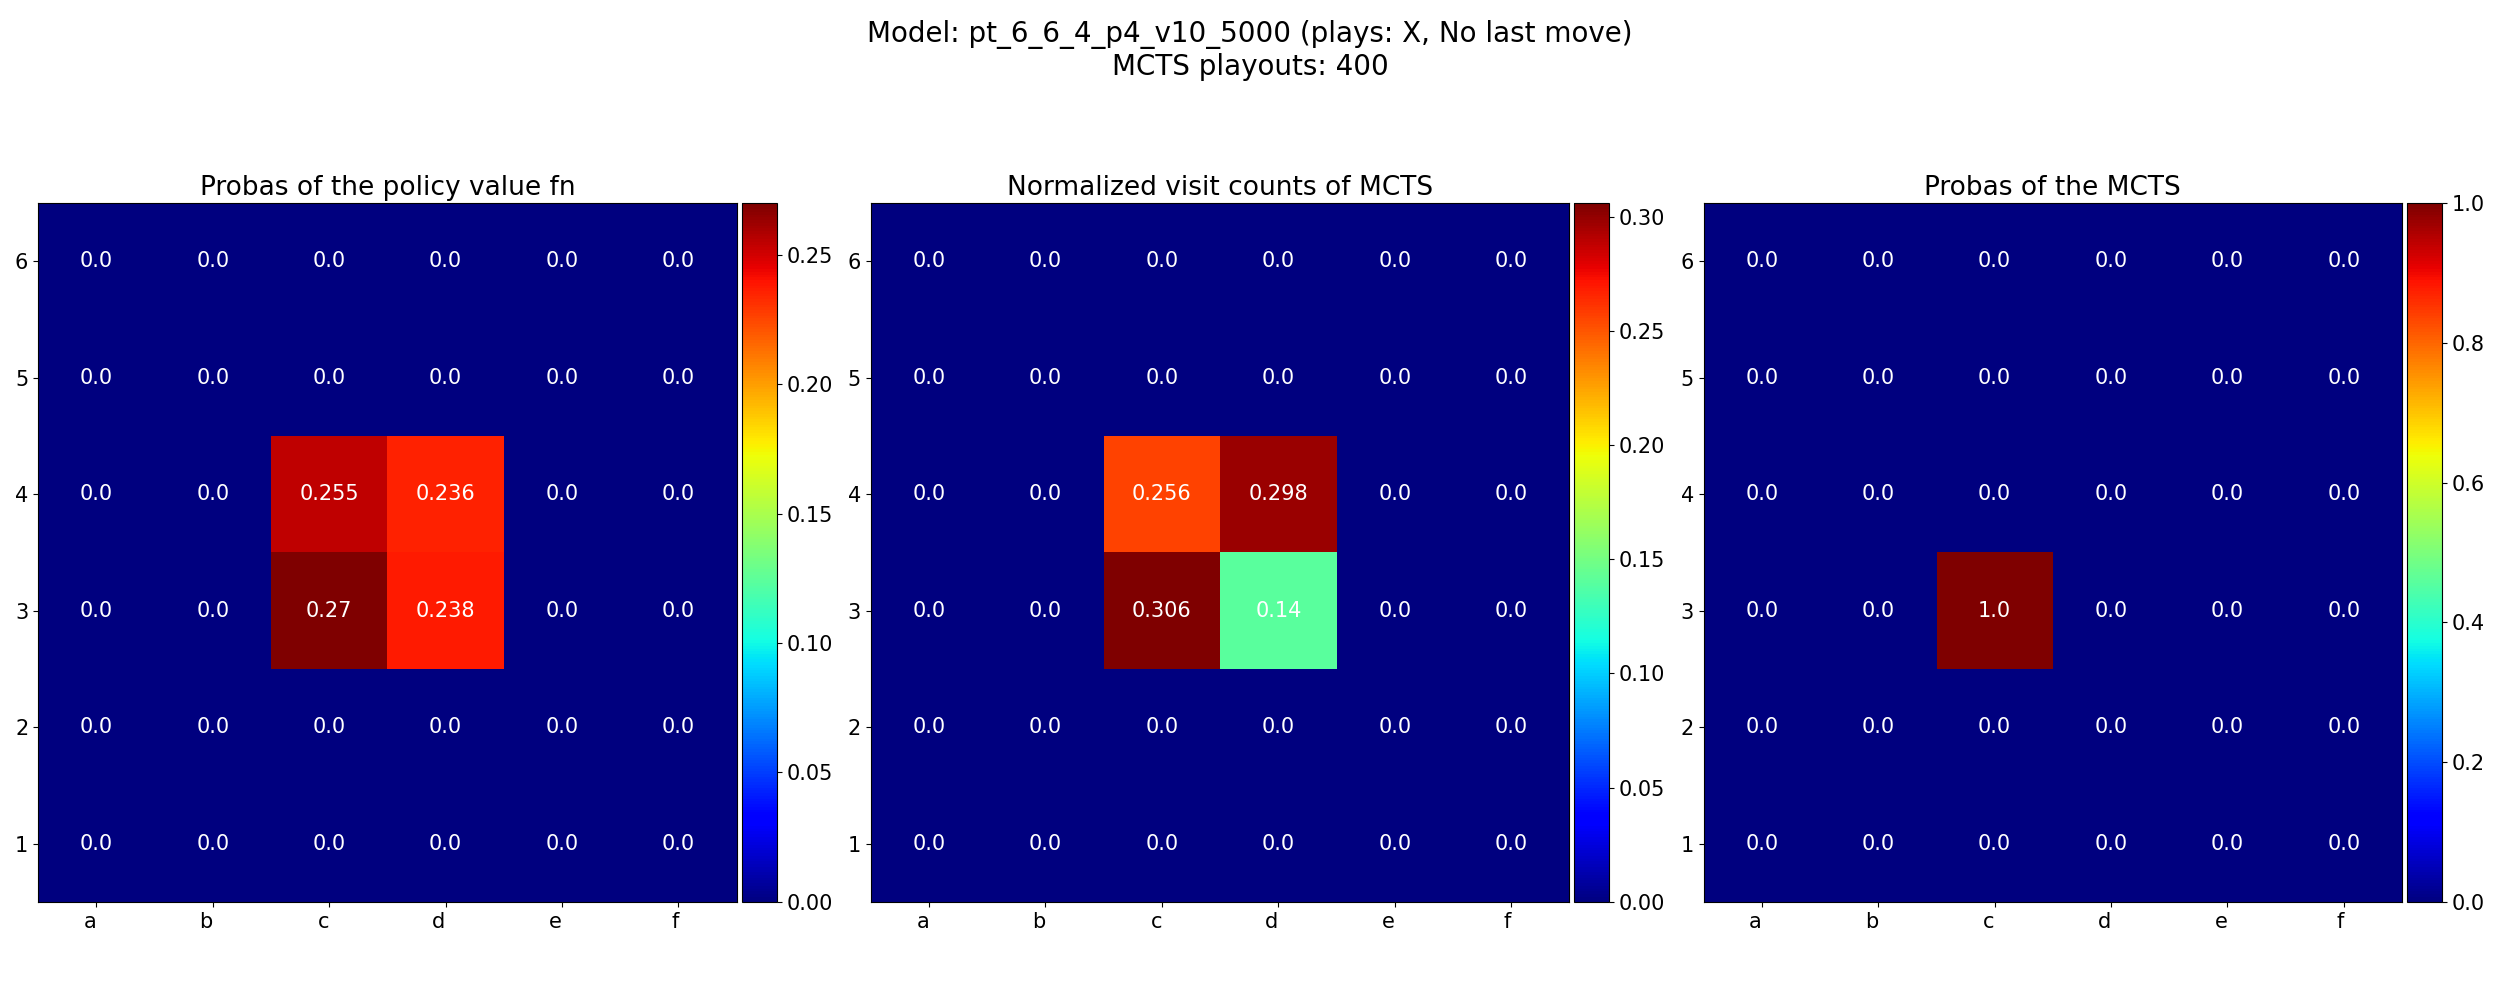 Model: pt_6_6_4_p4_v10_5000 (plays: X, No last move)
MCTS playouts: 400
Probas of the policy value fn
6 0.0 0.0 0.0 0.0 0.0 0.0
5 0.0 0.0 0.0 0.0 0.0 0.0
4 0.0 0.0 0.255 0.236 0.0 0.0
3 0.0 0.0 0.27 0.238 0.0 0.0
2 0.0 0.0 0.0 0.0 0.0 0.0
1 0.0 0.0 0.0 0.0 0.0 0.0
a b c d e f
0.25
0.20
0.15
0.10
0.05
0.00
Normalized visit counts of MCTS
6 0.0 0.0 0.0 0.0 0.0 0.0
5 0.0 0.0 0.0 0.0 0.0 0.0
4 0.0 0.0 0.256 0.298 0.0 0.0
3 0.0 0.0 0.306 0.14 0.0 0.0
2 0.0 0.0 0.0 0.0 0.0 0.0
1 0.0 0.0 0.0 0.0 0.0 0.0
a b c d e f
0.30
0.25
0.20
0.15
0.10
0.05
0.00
Probas of the MCTS
6 0.0 0.0 0.0 0.0 0.0 0.0
5 0.0 0.0 0.0 0.0 0.0 0.0
4 0.0 0.0 0.0 0.0 0.0 0.0
3 0.0 0.0 1.0 0.0 0.0 0.0
2 0.0 0.0 0.0 0.0 0.0 0.0
1 0.0 0.0 0.0 0.0 0.0 0.0
a b c d e f
1.0
0.8
0.6
0.4
0.2
0.0